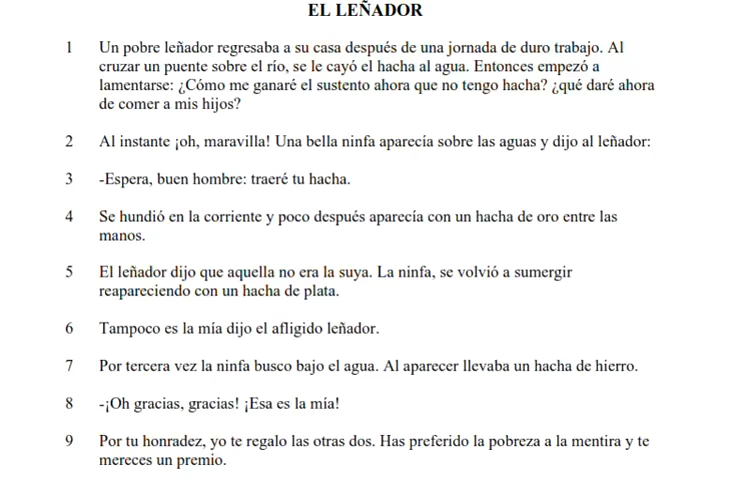 EL LEÑADOR
1 Un pobre leñador regresaba a su casa después de una jornada de duro trabajo. Al
cruzar un puente sobre el río, se le cayó el hacha al agua. Entonces empezó a
lamentarse: ¿Cómo me ganaré el sustento ahora que no tengo hacha? ¿qué daré ahora
de comer a mis hijos?
2 Al instante ¡oh, maravilla! Una bella ninfa aparecía sobre las aguas y dijo al leñador:
3 -Espera, buen hombre: traeré tu hacha.
4 Se hundió en la corriente y poco después aparecía con un hacha de oro entre las
manos.
5 El leñador dijo que aquella no era la suya. La ninfa, se volvió a sumergir
reapareciendo con un hacha de plata.
6 Tampoco es la mía dijo el afligido leñador.
7 Por tercera vez la ninfa busco bajo el agua. Al aparecer llevaba un hacha de hierro.
8 -¡Oh gracias, gracias! ¡Esa es la mía!
9 Por tu honradez, yo te regalo las otras dos. Has preferido la pobreza a la mentira y te
mereces un premio.